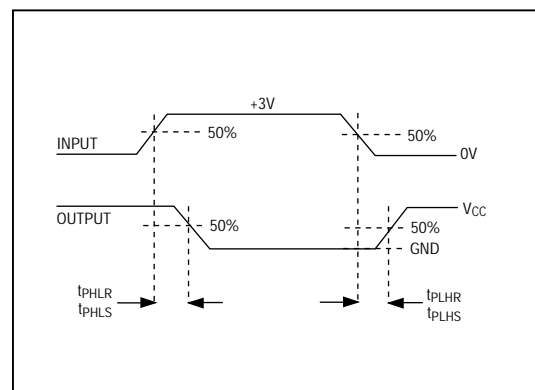 +3V
50%
50%
INPUT
0V
VCC
OUTPUT
50%
50%
GND
tPHLR
tPHLS
tPLHR
tPLHS